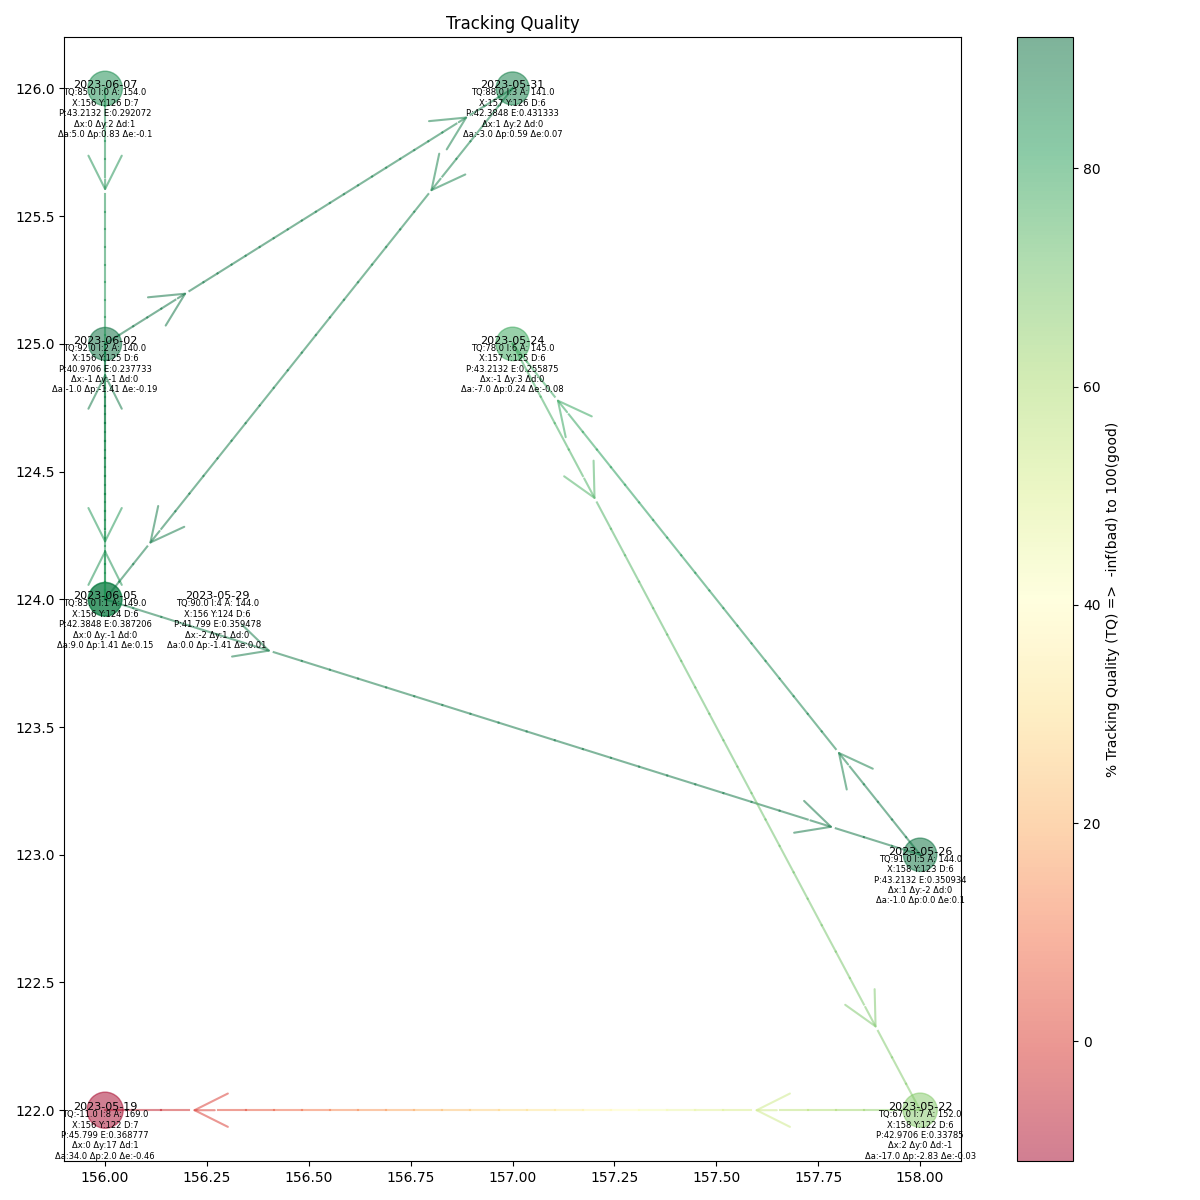 Tracking Quality
126.0
125.5
125.0
124.5
124.0
123.5
123.0
122.5
122.0
2023-06-07
TQ:85.0 I:0 A: 154.0
X:156 Y:126 D:7
P:43.2132 E:0.292072
Δx:0 Δy:2 Δd:1
Δa:5.0 Δp:0.83 Δe:-0.1
2023-05-31
TQ:88.0 I:3 A: 141.0
X:157 Y:126 D:6
P:42.3848 E:0.431333
Δx:1 Δy:2 Δd:0
Δa:-3.0 Δp:0.59 Δe:0.07
2023-06-02
TQ:92.0 I:2 A: 140.0
X:156 Y:125 D:6
P:40.9706 E:0.237733
Δx:-1 Δy:-1 Δd:0
Δa:-1.0 Δp:-1.41 Δe:-0.19
2023-05-24
TQ:78.0 I:6 A: 145.0
X:157 Y:125 D:6
P:43.2132 E:0.255875
Δx:-1 Δy:3 Δd:0
Δa:-7.0 Δp:0.24 Δe:-0.08
2023-06-05
TQ:83.0 I:1 A: 149.0
X:156 Y:124 D:6
P:42.3848 E:0.387206
Δx:0 Δy:-1 Δd:0
Δa:9.0 Δp:1.41 Δe:0.15
2023-05-29
TQ:90.0 I:4 A: 144.0
X:156 Y:124 D:6
P:41.799 E:0.359478
Δx:-2 Δy:1 Δd:0
Δa:0.0 Δp:-1.41 Δe:0.01
2023-05-26
TQ:91.0 I:5 A: 144.0
X:158 Y:123 D:6
P:43.2132 E:0.350934
Δx:1 Δy:-2 Δd:0
Δa:-1.0 Δp:0.0 Δe:0.1
2023-05-19
TQ:-11.0 I:8 A: 169.0
X:156 Y:122 D:7
P:45.799 E:0.368777
Δx:0 Δy:17 Δd:1
Δa:34.0 Δp:2.0 Δe:-0.46
2023-05-22
TQ:67.0 I:7 A: 152.0
X:158 Y:122 D:6
P:42.9706 E:0.33785
Δx:2 Δy:0 Δd:-1
Δa:-17.0 Δp:-2.83 Δe:-0.03
156.00 156.25 156.50 156.75 157.00 157.25 157.50 157.75 158.00
80
60
40
20
0
% Tracking Quality (TQ) => -inf(bad) to 100(good)